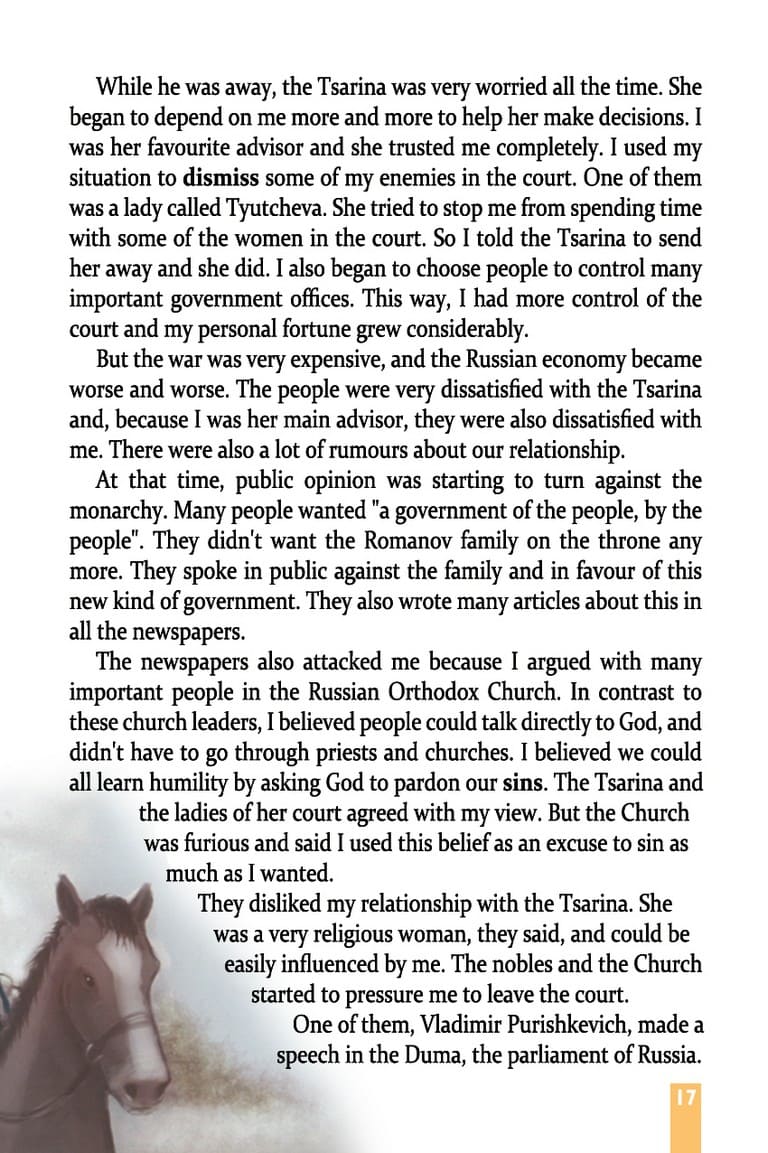 While he was away, the Tsarina was very worried all the time. She
began to depend on me more and more to help her make decisions. I
was her favourite advisor and she trusted me completely. I used my
situation to dismiss some of my enemies in the court. One of them
was a lady called Tyutcheva. She tried to stop me from spending time
with some of the women in the court. So I told the Tsarina to send
her away and she did. I also began to choose people to control many
important government offices. This way, I had more control of the
court and my personal fortune grew considerably.
But the war was very expensive, and the Russian economy became
worse and worse. The people were very dissatisfied with the Tsarina
and, because I was her main advisor, they were also dissatisfied with
me. There were also a lot of rumours about our relationship.
At that time, public opinion was starting to turn against the
monarchy. Many people wanted "a government of the people, by the
people". They didn't want the Romanov family on the throne any
more. They spoke in public against the family and in favour of this
new kind of government. They also wrote many articles about this in
all the newspapers.
The newspapers also attacked me because I argued with many
important people in the Russian Orthodox Church. In contrast to
these church leaders, I believed people could talk directly to God, and
didn't have to go through priests and churches. I believed we could
all learn humility by asking God to pardon our sins. The Tsarina and
the ladies of her court agreed with my view. But the Church
was furious and said I used this belief as an excuse to sin as
much as I wanted.
They disliked my relationship with the Tsarina. She
was a very religious woman, they said, and could be
easily influenced by me. The nobles and the Church
started to pressure me to leave the court.
One of them, Vladimir Purishkevich, made a
speech in the Duma, the parliament of Russia.
17